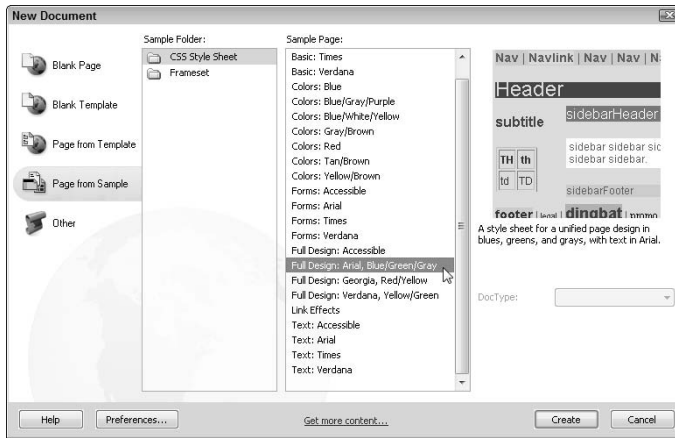 New Document
Blank Page
Blank Template
Page from Template
Page from Sample
Other
Sample Folder:
CSS Style Sheet
Frameset
Sample Page:
Basic: Times
Basic: Verdana
Colors: Blue
Colors: Blue/Gray/Purple
Colors: Blue/White/Yellow
Colors: Gray/Brown
Colors: Red
Colors: Tan/Brown
Colors: Yellow/Brown
Forms: Accessible
Forms: Arial
Forms: Times
Forms: Verdana
Full Design: Accessible
Full Design: Arial, Blue/Green/Gray
Full Design: Georgia, Red/Yellow
Full Design: Verdana, Yellow/Green
Link Effects
Text: Accessible
Text: Arial
Text: Times
Text: Verdana
Nav | Navlink | Nav | Nav | N
Header
subtitle
sidebarHeader
sidebar sidebar sid
sidebar sidebar.
TH th
td TD
sidebarFooter
footer | legal | dingbat | promo
A style sheet for a unified page design in
blues, greens, and grays, with text in Arial.
DocType:
Help
Preferences...
Get more content...
Create
Cancel